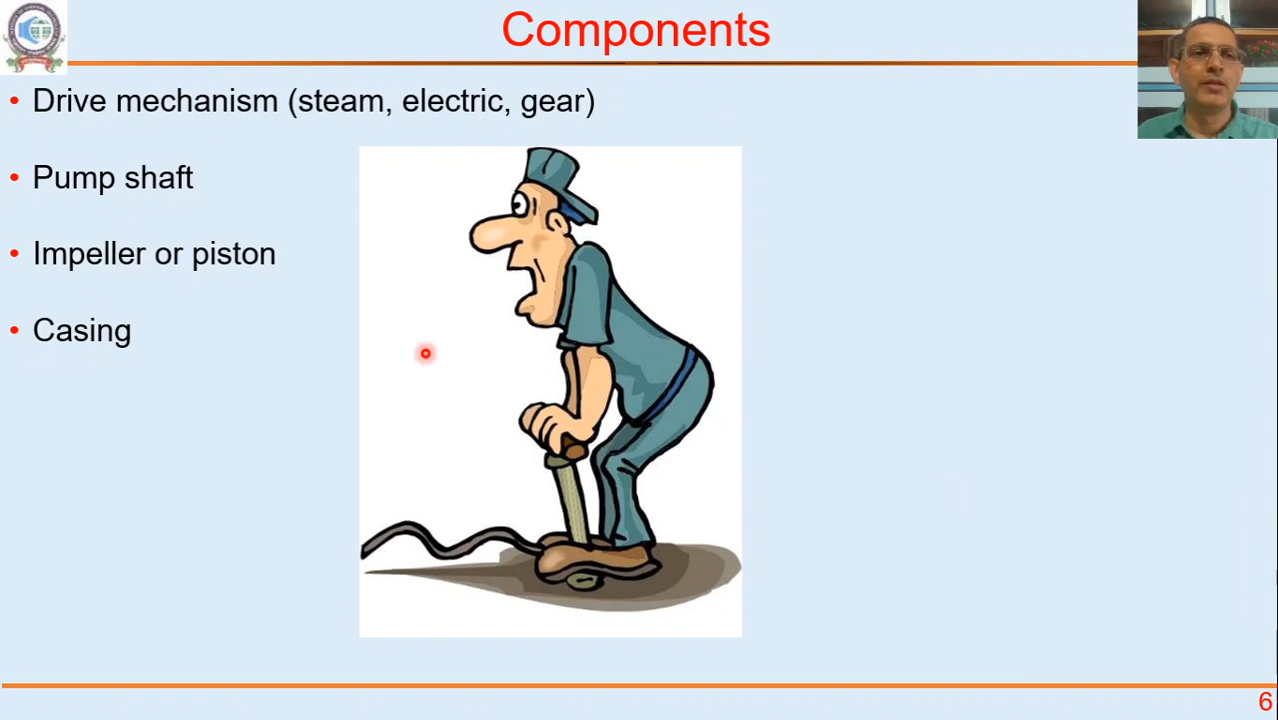 Components
• Drive mechanism (steam, electric, gear)
• Pump shaft
• Impeller or piston
• Casing
6